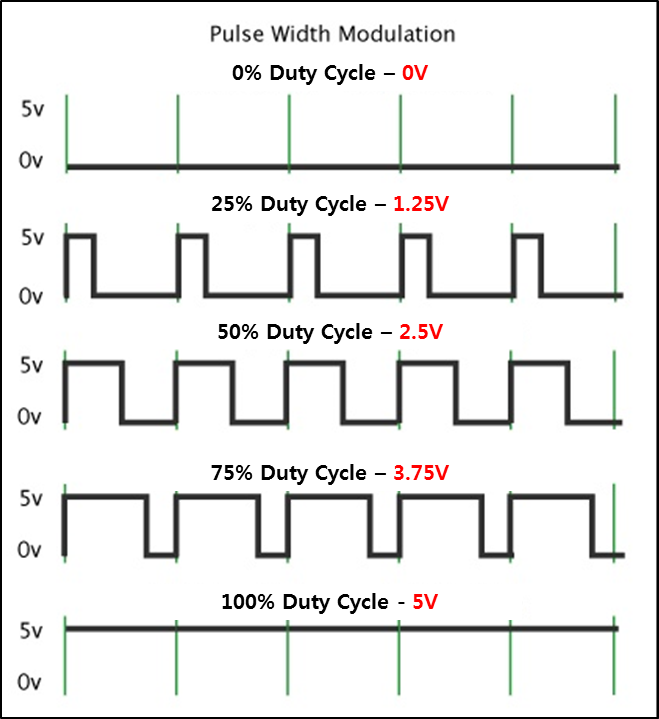 Pulse Width Modulation
0% Duty Cycle – 0V
5v
0v
25% Duty Cycle – 1.25V
5v
0v
50% Duty Cycle – 2.5V
5v
0v
75% Duty Cycle – 3.75V
5v
0v
100% Duty Cycle - 5V
5v
0v